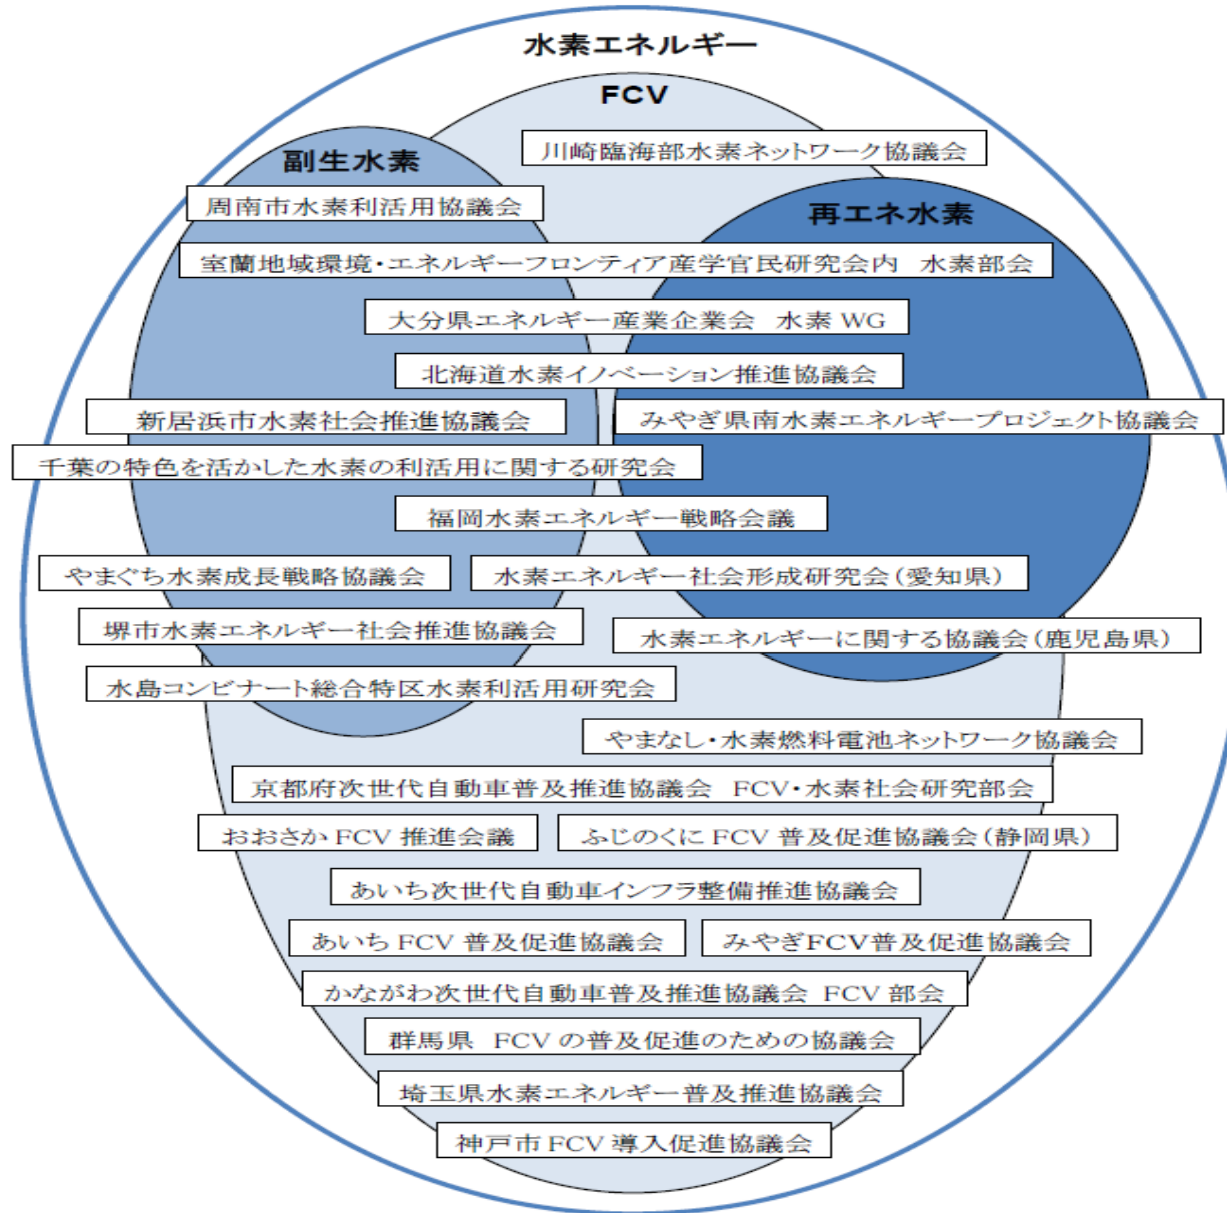 水素エネルギー
FCV
川崎臨海部水素ネットワーク協議会
副生水素
周南市水素利活用協議会
再エネ水素
室蘭地域環境・エネルギーフロンティア産学官民研究会内 水素部会
大分県エネルギー産業企業会 水素 WG
北海道水素イノベーション推進協議会
新居浜市水素社会推進協議会
みやぎ県南水素エネルギープロジェクト協議会
千葉の特色を活かした水素の利活用に関する研究会
福岡水素エネルギー戦略会議
やまぐち水素成長戦略協議会
水素エネルギー社会形成研究会(愛知県)
堺市水素エネルギー社会推進協議会
水素エネルギーに関する協議会(鹿児島県)
水島コンビナート総合特区水素利活用研究会
やまなし・水素燃料電池ネットワーク協議会
京都府次世代自動車普及推進協議会 FCV・水素社会研究部会
おおさか FCV 推進会議
ふじのくに FCV 普及促進協議会(静岡県)
あいち次世代自動車インフラ整備推進協議会
あいち FCV 普及促進協議会
みやぎFCV普及促進協議会
かながわ次世代自動車普及推進協議会 FCV 部会
群馬県 FCV の普及促進のための協議会
埼玉県水素エネルギー普及推進協議会
神戸市 FCV 導入促進協議会